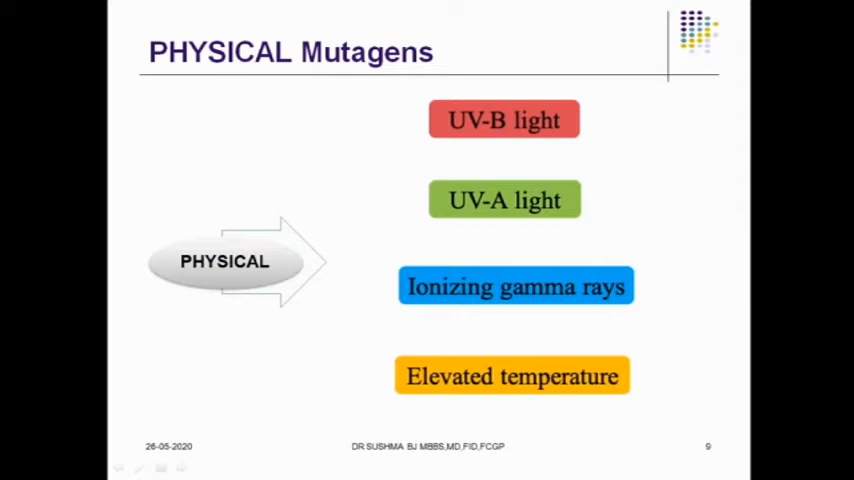 PHYSICAL Mutagens
UV-B light
UV-A light
PHYSICAL
Ionizing gamma rays
Elevated temperature
26-05-2020
DR SUSHMA BJ MBBS,MD,FID,FCGP
9